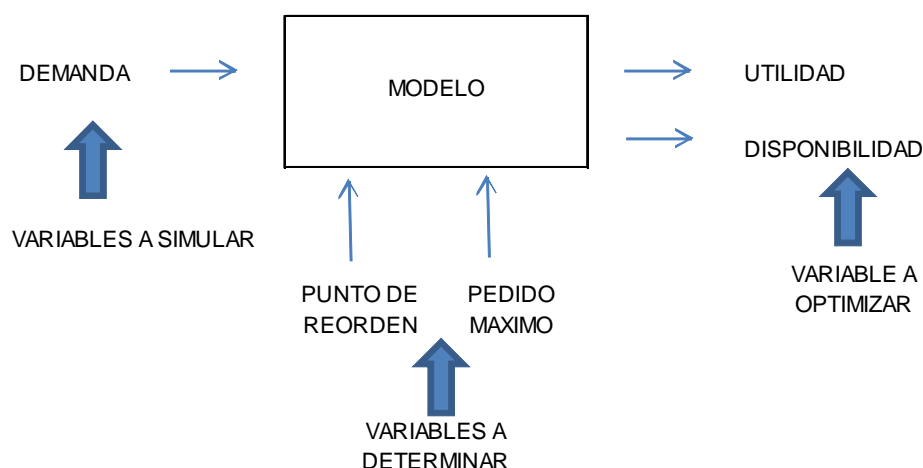 DEMANDA
MODELO
UTILIDAD
DISPONIBILIDAD
VARIABLES A SIMULAR
PUNTO DE
REORDEN
PEDIDO
MAXIMO
VARIABLE A
OPTIMIZAR
VARIABLES A
DETERMINAR